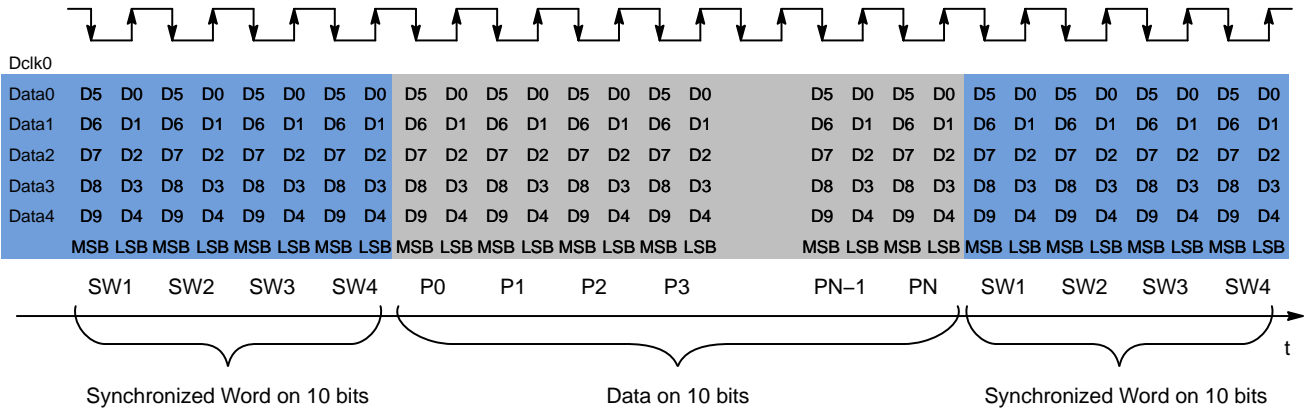 Dclk0
Data0 D5 D0 D5 D0 D5 D0 D5 D0 D5 D0 D5 D0 D5 D0 D5 D0 D5 D0 D5 D0 D5 D0 D5 D0 D5 D0 D5 D0
Data1 D6 D1 D6 D1 D6 D1 D6 D1 D6 D1 D6 D1 D6 D1 D6 D1 D6 D1 D6 D1 D6 D1 D6 D1 D6 D1 D6 D1
Data2 D7 D2 D7 D2 D7 D2 D7 D2 D7 D2 D7 D2 D7 D2 D7 D2 D7 D2 D7 D2 D7 D2 D7 D2 D7 D2 D7 D2
Data3 D8 D3 D8 D3 D8 D3 D8 D3 D8 D3 D8 D3 D8 D3 D8 D3 D8 D3 D8 D3 D8 D3 D8 D3 D8 D3 D8 D3
Data4 D9 D4 D9 D4 D9 D4 D9 D4 D9 D4 D9 D4 D9 D4 D9 D4 D9 D4 D9 D4 D9 D4 D9 D4 D9 D4 D9 D4
MSB LSB MSB LSB MSB LSB MSB LSB MSB LSB MSB LSB MSB LSB MSB LSB MSB LSB MSB LSB MSB LSB MSB LSB MSB LSB MSB LSB
SW1 SW2 SW3 SW4 P0 P1 P2 P3 PN–1 PN SW1 SW2 SW3 SW4
t
Synchronized Word on 10 bits Data on 10 bits Synchronized Word on 10 bits